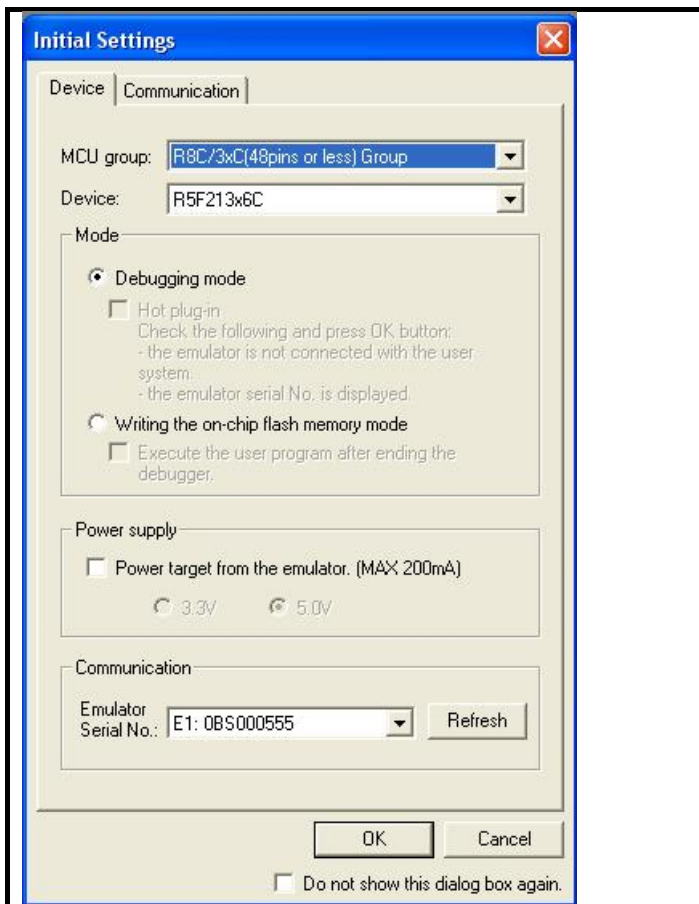 Initial Settings
Device
Communication
MCU group: R8C/3xC(48pins or less) Group
Device: R5F213x6C
Mode
Debugging mode
Hot plug-in
Check the following and press OK button:
- the emulator is not connected with the user
system.
- the emulator serial No. is displayed.
Writing the on-chip flash memory mode
Execute the user program after ending the
debugger.
Power supply
Power target from the emulator. (MAX 200mA)
3.3V 5.0V
Communication
Emulator
Serial No.: E1: 0BS000555 Refresh
OK Cancel
Do not show this dialog box again.